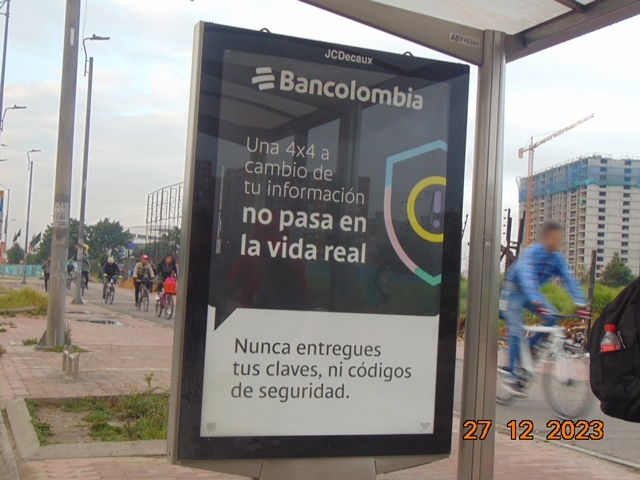 JCDecaux
Bancolombia
Una 4x4 a
cambio de
tu información
no pasa en
la vida real
Nunca entregues
tus claves, ni códigos
de seguridad.
27 12 2023